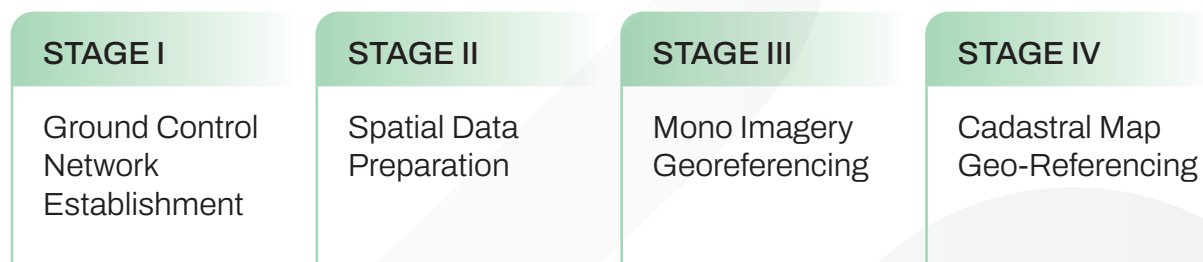 STAGE I
Ground Control
Network
Establishment
STAGE II
Spatial Data
Preparation
STAGE III
Mono Imagery
Georeferencing
STAGE IV
Cadastral Map
Geo-Referencing